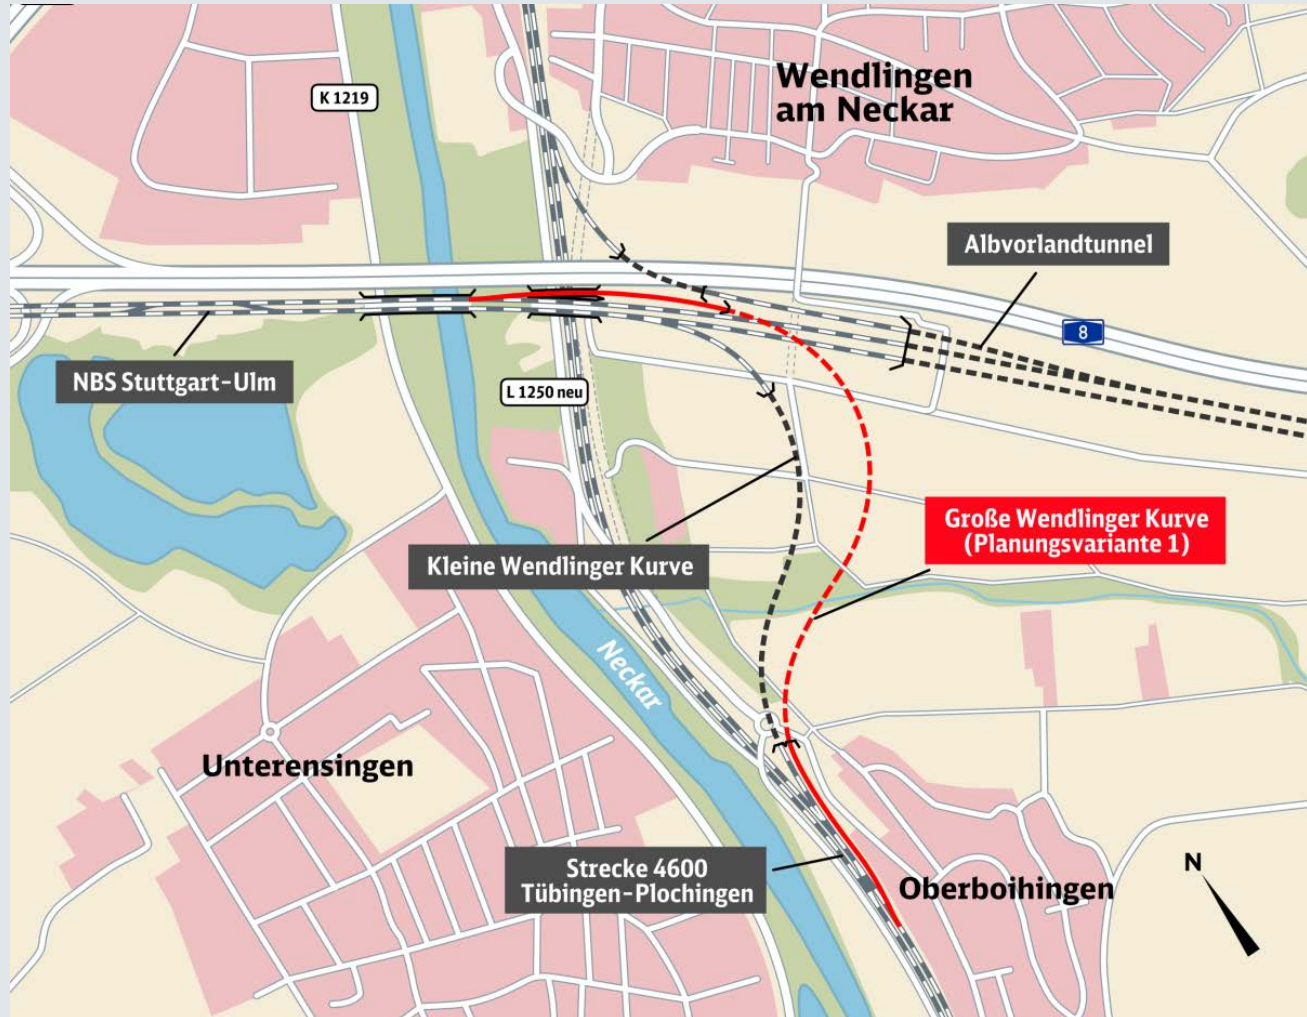 Wendlingen
am Neckar
K 1219
Albvorlandtunnel
8
NBS Stuttgart-Ulm
L 1250 neu
Große Wendlinger Kurve
(Planungsvariante 1)
Kleine Wendlinger Kurve
Neckar
Unterensingen
Strecke 4600
Tübingen-Plochingen
Oberboihingen
N